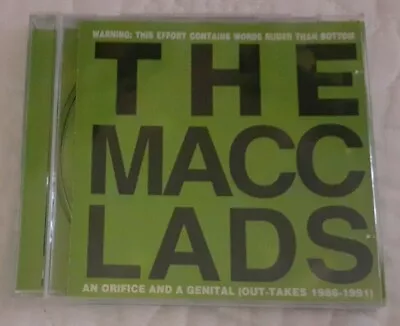 WARNING: THIS EFFORT CONTAINS WORDS RUDER THAN BOTTOM
THE
MACC
LADS
AN ORIFICE AND A GENITAL (OUT-TAKES 1986-1991)